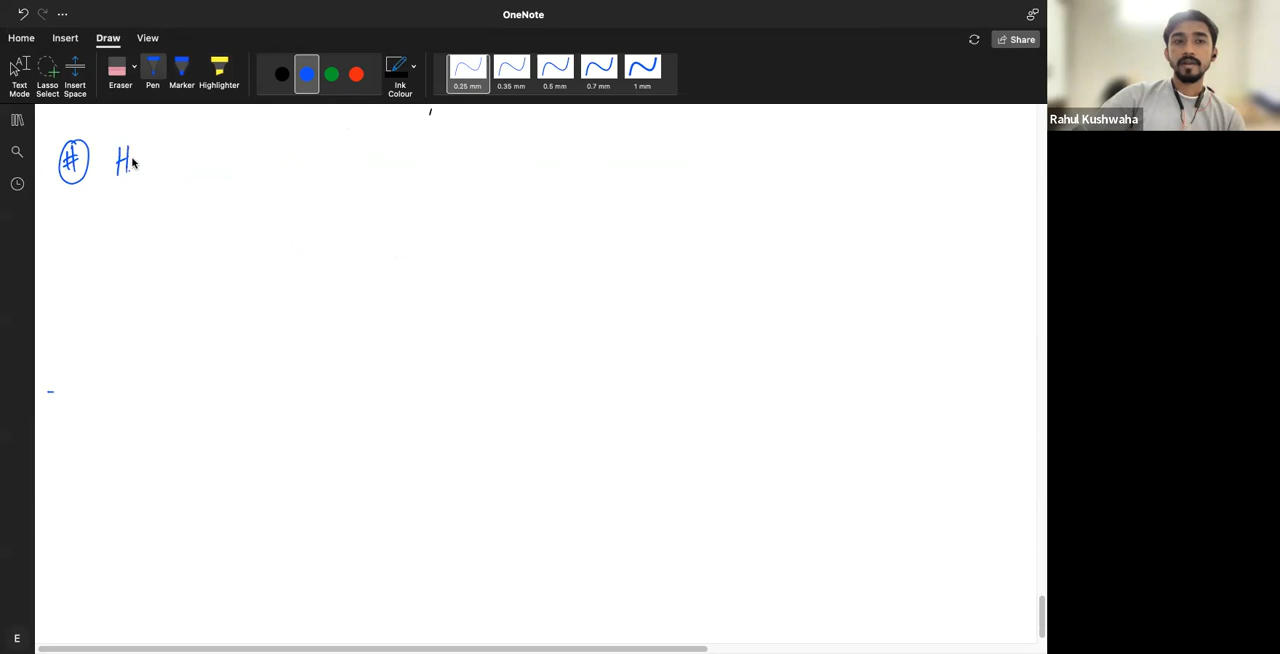 OneNote
Home Insert Draw View
Share
Text Mode
Lasso Select
Insert Space
Eraser
Pen
Marker
Highlighter
Ink Colour
0.25 mm
0.35 mm
0.5 mm
0.7 mm
1 mm
Rahul Kushwaha
# H
E